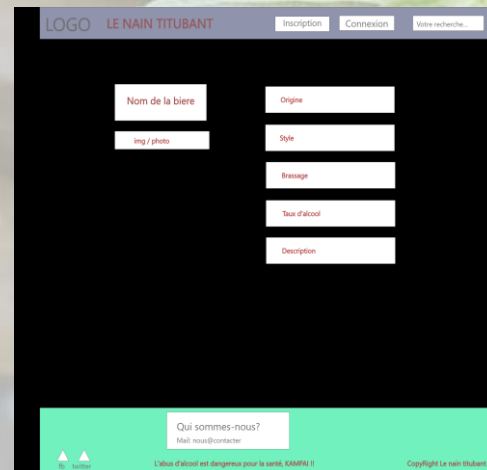 LOGO LE NAIN TITUBANT Inscription Connexion Votre recherche...
Nom de la biere
img / photo
Origine
Style
Brassage
Taux d'alcool
Description
Qui sommes-nous?
Mail: nous@contacter
fb twitter
L'abus d'alcool est dangereux pour la santé, KAMPAI !!
CopyRight Le nain titubant